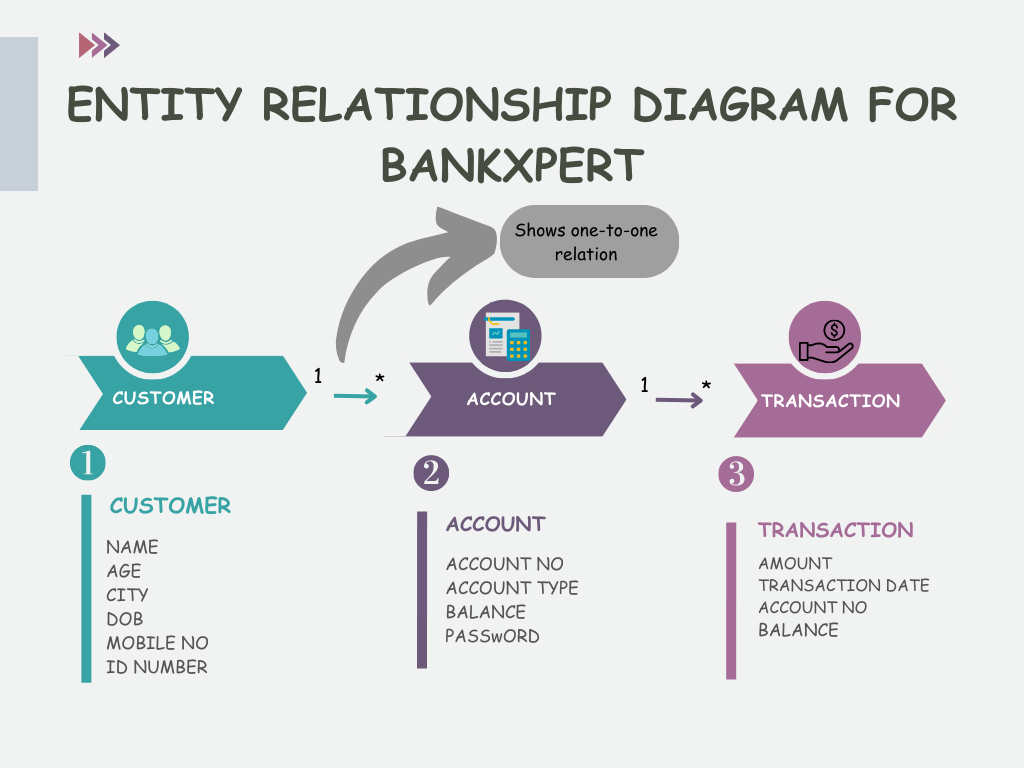 ENTITY RELATIONSHIP DIAGRAM FOR
BANKXPERT
Shows one-to-one
relation
CUSTOMER
1
*
ACCOUNT
1
*
TRANSACTION
1
CUSTOMER
NAME
AGE
CITY
DOB
MOBILE NO
ID NUMBER
2
ACCOUNT
ACCOUNT NO
ACCOUNT TYPE
BALANCE
PASSwORD
3
TRANSACTION
AMOUNT
TRANSACTION DATE
ACCOUNT NO
BALANCE